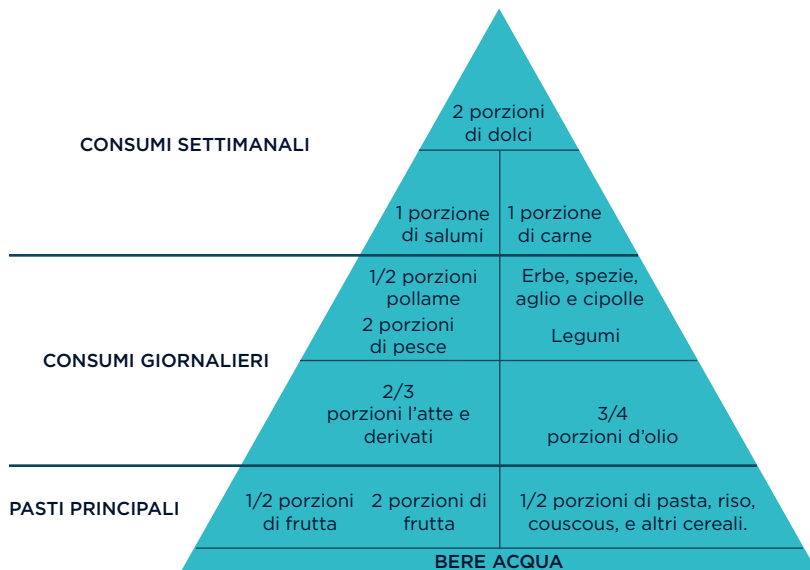 2 porzioni
di dolci
CONSUMI SETTIMANALI
1 porzione
di salumi
1 porzione
di carne
1/2 porzioni
pollame
2 porzioni
di pesce
Erbe, spezie,
aglio e cipolle
Legumi
CONSUMI GIORNALIERI
2/3
porzioni l'atte e
derivati
3/4
porzioni d'olio
PASTI PRINCIPALI
1/2 porzioni
di frutta
2 porzioni di
frutta
1/2 porzioni di pasta, riso,
couscous, e altri cereali.
BERE ACQUA